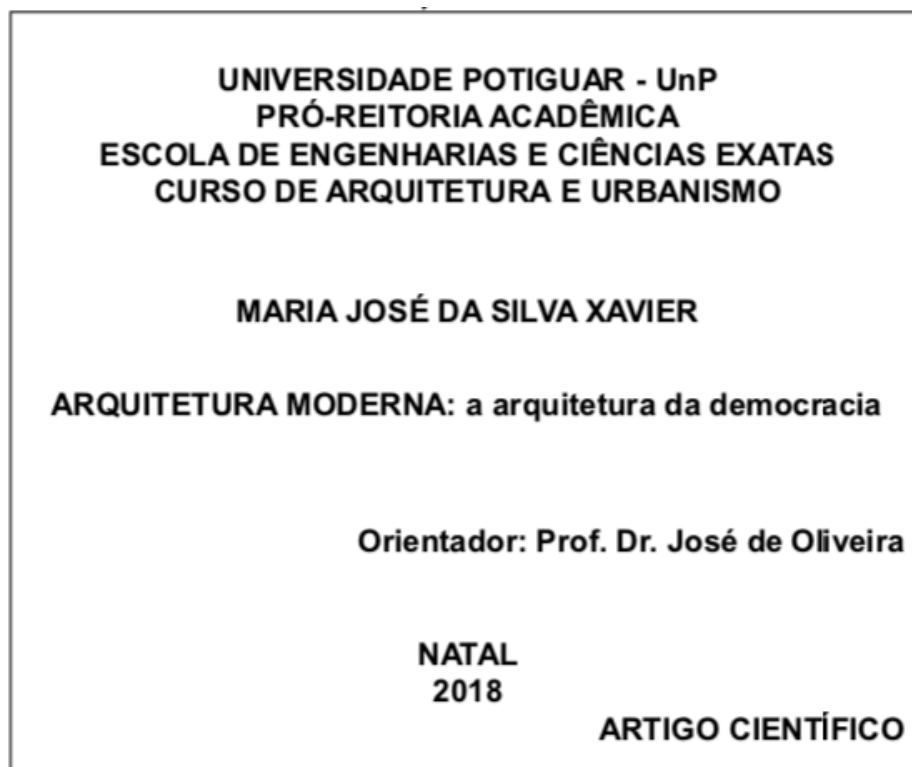 UNIVERSIDADE POTIGUAR - UnP
PRÓ-REITORIA ACADÊMICA
ESCOLA DE ENGENHARIAS E CIÊNCIAS EXATAS
CURSO DE ARQUITETURA E URBANISMO
MARIA JOSÉ DA SILVA XAVIER
ARQUITETURA MODERNA: a arquitetura da democracia
Orientador: Prof. Dr. José de Oliveira
NATAL
2018
ARTIGO CIENTÍFICO